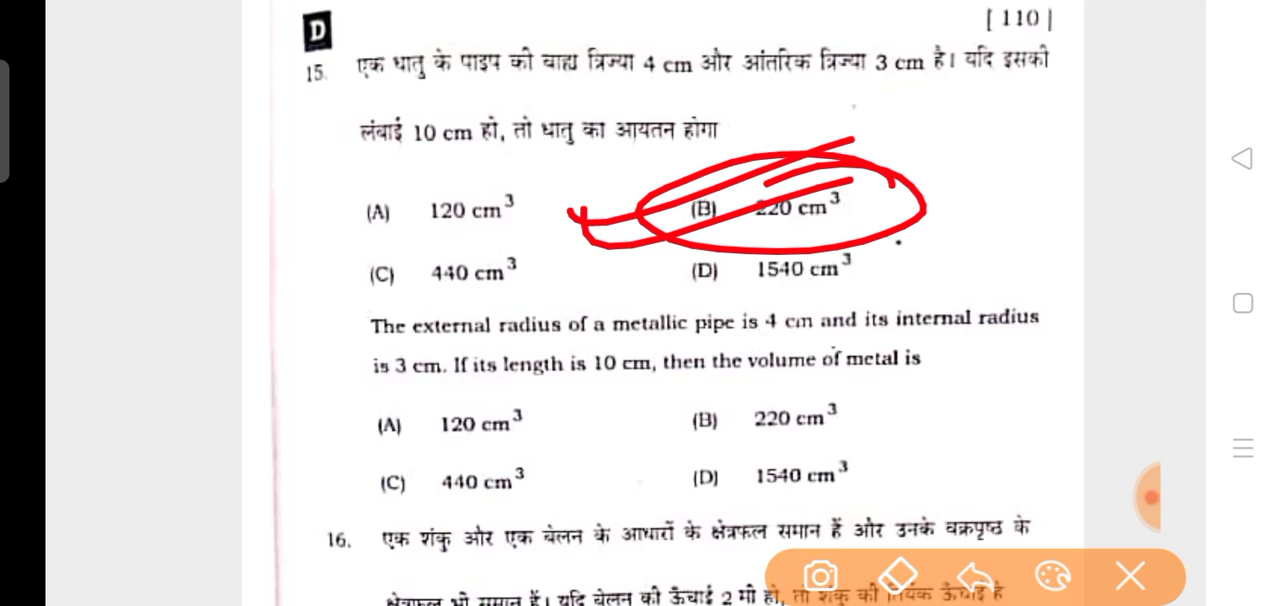 D
[ 110 ]
15. एक धातु के पाइप की बाह्य त्रिज्या 4 cm और आंतरिक त्रिज्या 3 cm है। यदि इसकी
लंबाई 10 cm हो, तो धातु का आयतन होगा
(A) 120 cm³ (B) 220 cm³
(C) 440 cm³ (D) 1540 cm³
The external radius of a metallic pipe is 4 cm and its internal radius
is 3 cm. If its length is 10 cm, then the volume of metal is
(A) 120 cm³ (B) 220 cm³
(C) 440 cm³ (D) 1540 cm³
16. एक शंकु और एक बेलन के आधारों के क्षेत्रफल समान हैं और उनके वक्रपृष्ठ के
क्षेत्रफल भी समान हैं। यदि बेलन की ऊँचाई 2 मी हो, तो शंकु की तिर्यक ऊँचाई है